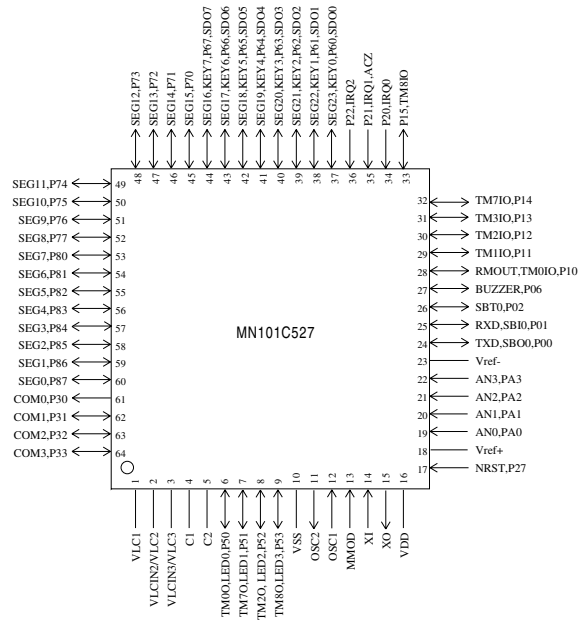 SEG12,P73
SEG13,P72
SEG14,P71
SEG15,P70
SEG16,KEY7,P67,SDO7
SEG17,KEY6,P66,SDO6
SEG18,KEY5,P65,SDO5
SEG19,KEY4,P64,SDO4
SEG20,KEY3,P63,SDO3
SEG21,KEY2,P62,SDO2
SEG22,KEY1,P61,SDO1
SEG23,KEY0,P60,SDO0
P22,IRQ2
P21,IRQ1,ACZ
P20,IRQ0
P15,TM8IO
48
47
46
45
44
43
42
41
40
39
38
37
36
35
34
33
SEG11,P74 49
SEG10,P75 50
SEG9,P76 51
SEG8,P77 52
SEG7,P80 53
SEG6,P81 54
SEG5,P82 55
SEG4,P83 56
SEG3,P84 57
SEG2,P85 58
SEG1,P86 59
SEG0,P87 60
COM0,P30 61
COM1,P31 62
COM2,P32 63
COM3,P33 64
MN101C527
32 TM7IO,P14
31 TM3IO,P13
30 TM2IO,P12
29 TM1IO,P11
28 RMOUT,TM0IO,P10
27 BUZZER,P06
26 SBT0,P02
25 RXD,SBI0,P01
24 TXD,SBO0,P00
23 Vref-
22 AN3,PA3
21 AN2,PA2
20 AN1,PA1
19 AN0,PA0
18 Vref+
17 NRST,P27
1
2
3
4
5
6
7
8
9
10
11
12
13
14
15
16
VLC1
VLCIN2/VLC2
VLCIN3/VLC3
C1
C2
TM0O,LED0,P50
TM7O,LED1,P51
TM2O, LED2,P52
TM8O,LED3,P53
VSS
OSC2
OSC1
MMOD
XI
XO
VDD